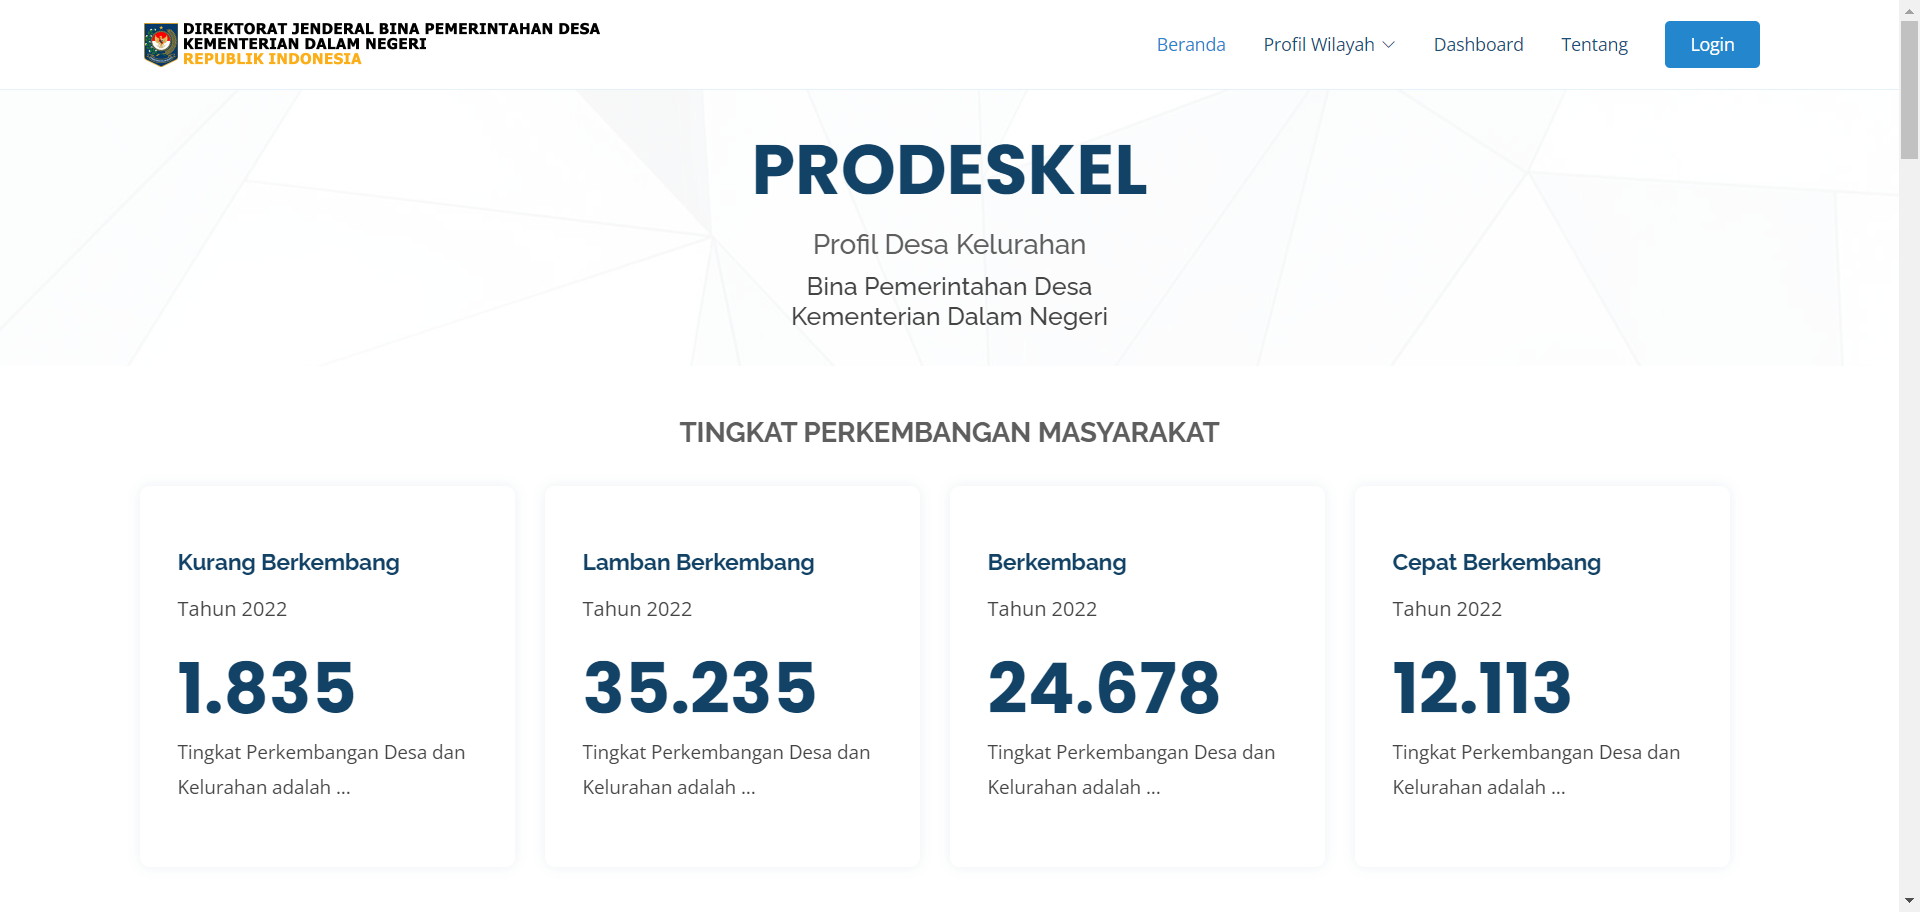 DIREKTORAT JENDERAL BINA PEMERINTAHAN DESA
KEMENTERIAN DALAM NEGERI
REPUBLIK INDONESIA
Beranda
Profil Wilayah
Dashboard
Tentang
Login
PRODESKEL
Profil Desa Kelurahan
Bina Pemerintahan Desa
Kementerian Dalam Negeri
TINGKAT PERKEMBANGAN MASYARAKAT
Kurang Berkembang
Tahun 2022
1.835
Tingkat Perkembangan Desa dan
Kelurahan adalah ...
Lamban Berkembang
Tahun 2022
35.235
Tingkat Perkembangan Desa dan
Kelurahan adalah ...
Berkembang
Tahun 2022
24.678
Tingkat Perkembangan Desa dan
Kelurahan adalah ...
Cepat Berkembang
Tahun 2022
12.113
Tingkat Perkembangan Desa dan
Kelurahan adalah ...